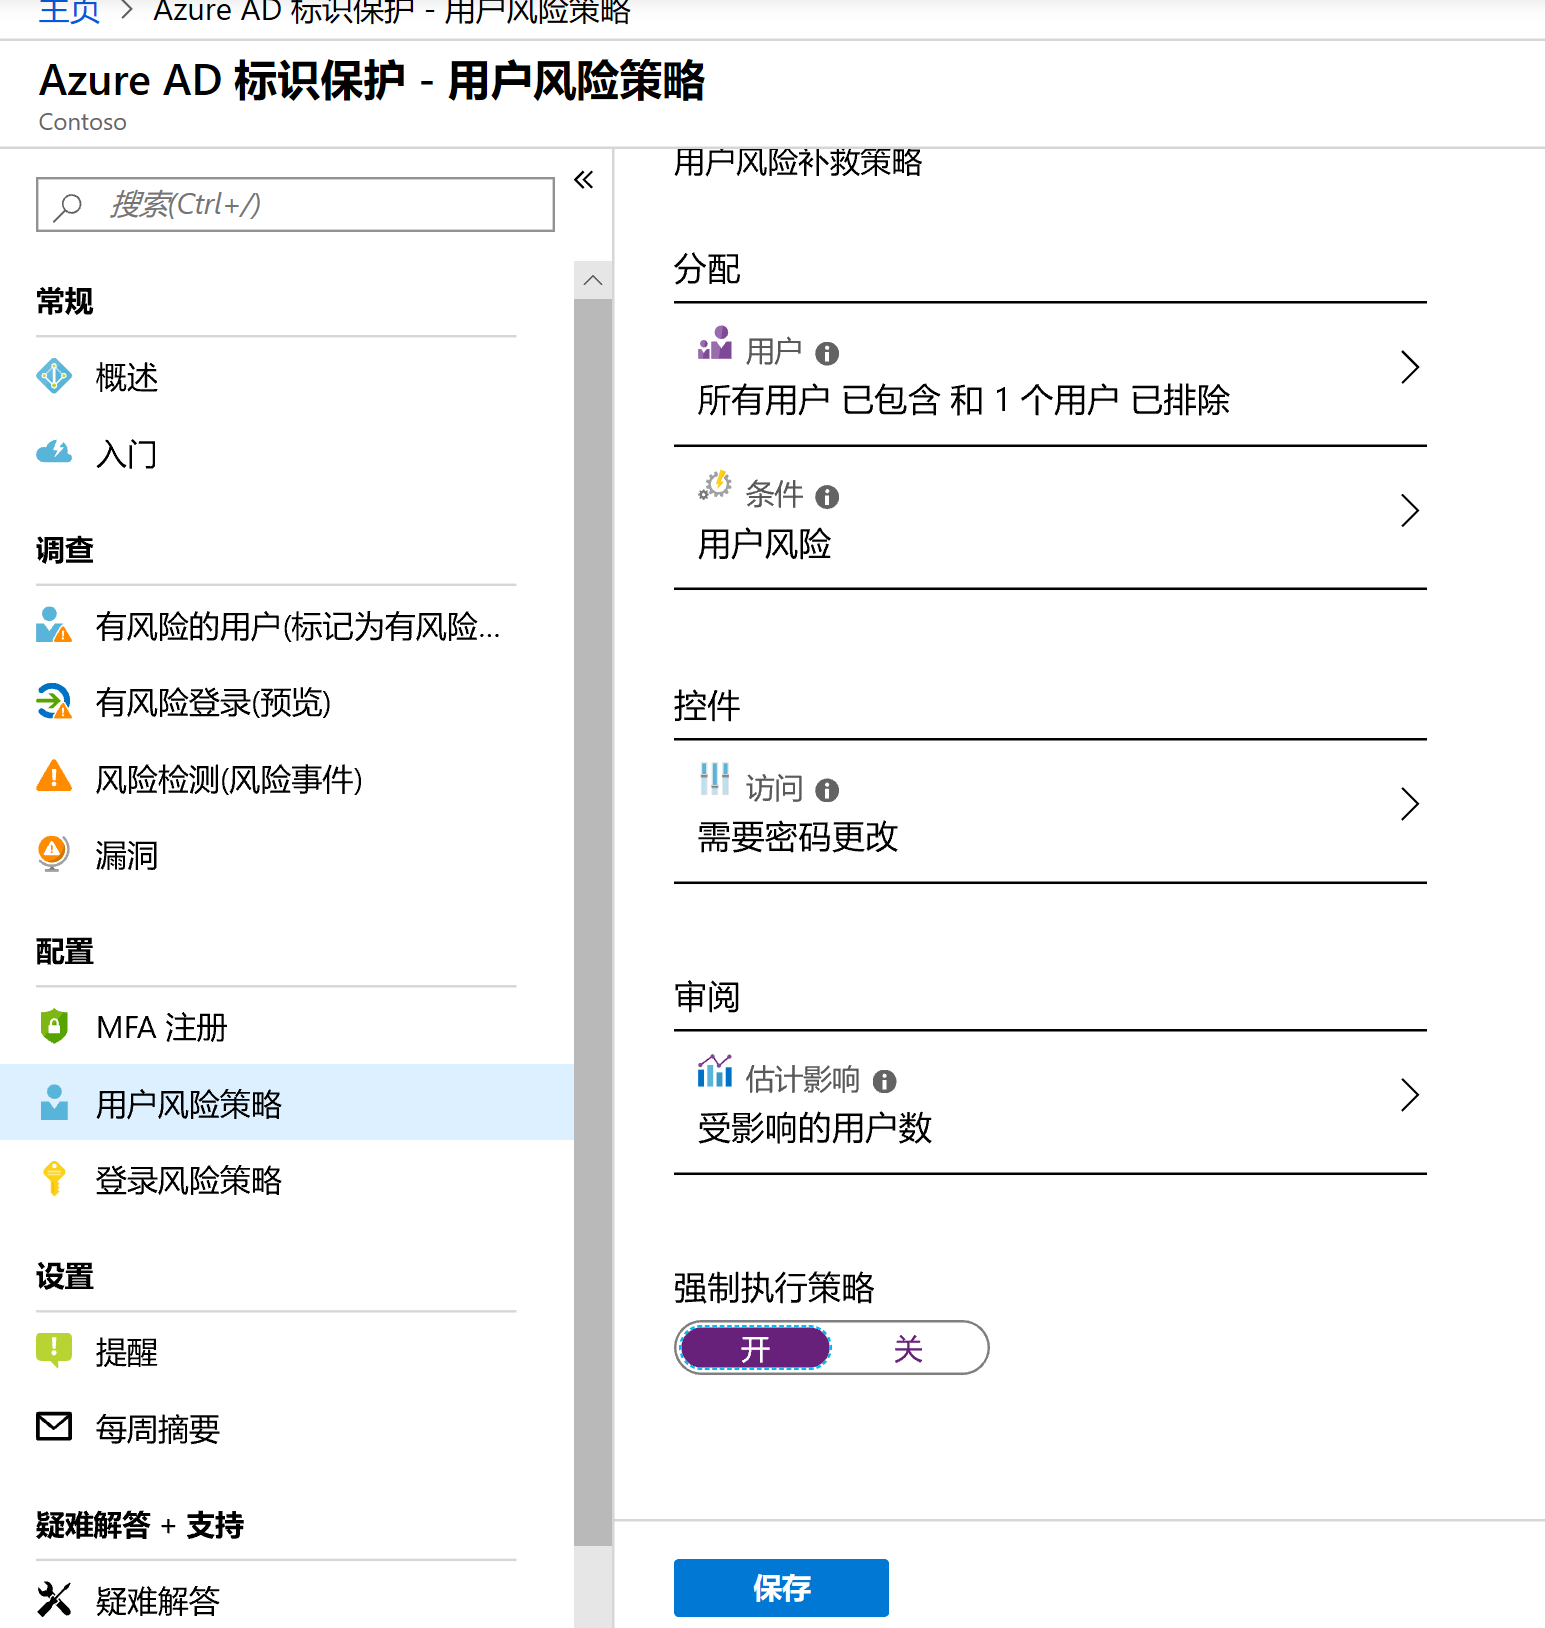 主页 > Azure AD 标识保护 - 用户风险策略
Azure AD 标识保护 - 用户风险策略
Contoso
搜索(Ctrl+/)
常规
概述
入门
调查
有风险的用户(标记为有风险...
有风险登录(预览)
风险检测(风险事件)
漏洞
配置
MFA 注册
用户风险策略
登录风险策略
设置
提醒
每周摘要
疑难解答 + 支持
疑难解答
用户风险补救策略
分配
用户
所有用户 已包含 和 1 个用户 已排除
条件
用户风险
控件
访问
需要密码更改
审阅
估计影响
受影响的用户数
强制执行策略
开 关
保存